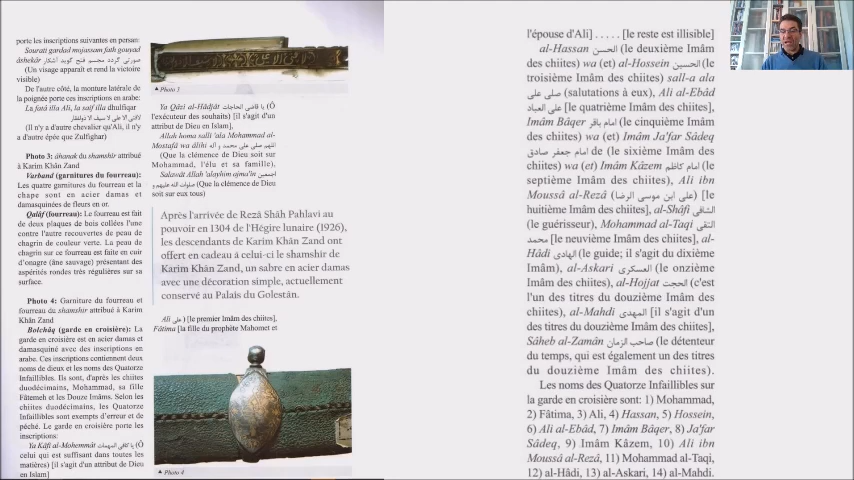 porte les inscriptions suivantes en persan:
Sourati gardad mojassam fath gouyad
âshekâr صورتی گردد مجسم فتح گوید آشکار
(Un visage apparaît et rend la victoire
visible)
De l'autre côté, la monture latérale de
la poignée porte ces inscriptions en arabe:
La fatâ illa Ali, la saif illa dhulfiqar
لافتی الا علی لا سیف الا ذولفقار
(Il n'y a d'autre chevalier qu'Ali, il n'y
a d'autre épée que Zulfighar)
Photo 3: âhanak du shamshir attribué
à Karim Khân Zand
Varband (garnitures du fourreau):
Les quatre garnitures du fourreau et la
chape sont en acier damas et
damasquinées de fleurs en or.
Qalâf (fourreau): Le fourreau est fait
de deux plaques de bois collées l'une
contre l'autre recouvertes de peau de
chagrin de couleur verte. La peau de
chagrin sur ce fourreau est faite en cuir
d'onagre (âne sauvage) présentant des
aspérités rondes très régulières sur sa
surface.
Photo 4: Garniture du fourreau et
fourreau du shamshir attribué à Karim
Khân Zand
Bolchâq (garde en croisière): La
garde en croisière est en acier damas et
damasquiné avec des inscriptions en
arabe. Ces inscriptions contiennent deux
noms de dieux et les noms des Quatorze
Infaillibles. Ils sont, d'après les chiites
duodécimains, Mohammad, sa fille
Fâtemeh et les Douze Imâms. Selon les
chiites duodécimains, les Quatorze
Infaillibles sont exempts d'erreur et de
péché. Le garde en croisière porte les
inscriptions:
Ya Kâfi al-Mohemmât یا کافی المهمات (Ô
celui qui est suffisant dans toutes les
matières) [il s'agit d'un attribut de Dieu
en Islam]
▲ Photo 3
Ya Qâzi al-Hâdjât یا قاضی الحاجات (Ô
l'exécuteur des souhaits) [il s'agit d'un
attribut de Dieu en Islam],
Allah homa salli 'ala Mohammad al-
Mostafâ wa âlihi اللهم صلی علی محمد و آله
(Que la clémence de Dieu soit sur
Mohammad, l'élu et sa famille),
Salavât Allah 'alayhim ajma'in اجمعین
صلوات الله علیهم و (Que la clémence de Dieu
soit sur eux tous)
Après l'arrivée de Rezâ Shâh Pahlavi au
pouvoir en 1304 de l'Hégire lunaire (1926),
les descendants de Karim Khân Zand ont
offert en cadeau à celui-ci le shamshir de
Karim Khân Zand, un sabre en acier damas
avec une décoration simple, actuellement
conservé au Palais du Golestân.
Ali علی ) [le premier Imâm des chiites],
Fâtima [la fille du prophète Mahomet et
▲ Photo 4
l'épouse d'Ali] . . . . . [le reste est illisible]
al-Hassan الحسن (le deuxième Imâm
des chiites) wa (et) al-Hossein الحسین (le
troisième Imâm des chiites) sall-a ala
صلی علی (salutations à eux), Ali al-Ebâd
علی العباد [le quatrième Imâm des chiites],
Imâm Bâqer امام باقر (le cinquième Imâm
des chiites) wa (et) Imâm Ja'far Sâdeq
امام جعفر صادق de (le sixième Imâm des
chiites) wa (et) Imâm Kâzem امام کاظم (le
septième Imâm des chiites), Ali ibn
Moussâ al-Rezâ (علی ابن موسی الرضا) [le
huitième Imâm des chiites], al-Shâfi الشافی
(le guérisseur), Mohammad al-Taqi التقی
محمد [le neuvième Imâm des chiites], al-
Hâdi الهادی (le guide; il s'agit du dixième
Imâm), al-Askari العسکری (le onzième
Imâm des chiites), al-Hojjat الحجت (c'est
l'un des titres du douzième Imâm des
chiites), al-Mahdi المهدی [il s'agit d'un
des titres du douzième Imâm des chiites],
Sâheb al-Zamân صاحب الزمان (le détenteur
du temps, qui est également un des titres
du douzième Imâm des chiites).
Les noms des Quatorze Infaillibles sur
la garde en croisière sont: 1) Mohammad,
2) Fâtima, 3) Ali, 4) Hassan, 5) Hossein,
6) Ali al-Ebâd, 7) Imâm Bâqer, 8) Ja'far
Sâdeq, 9) Imâm Kâzem, 10) Ali ibn
Moussâ al-Rezâ, 11) Mohammad al-Taqi,
12) al-Hâdi, 13) al-Askari, 14) al-Mahdi.